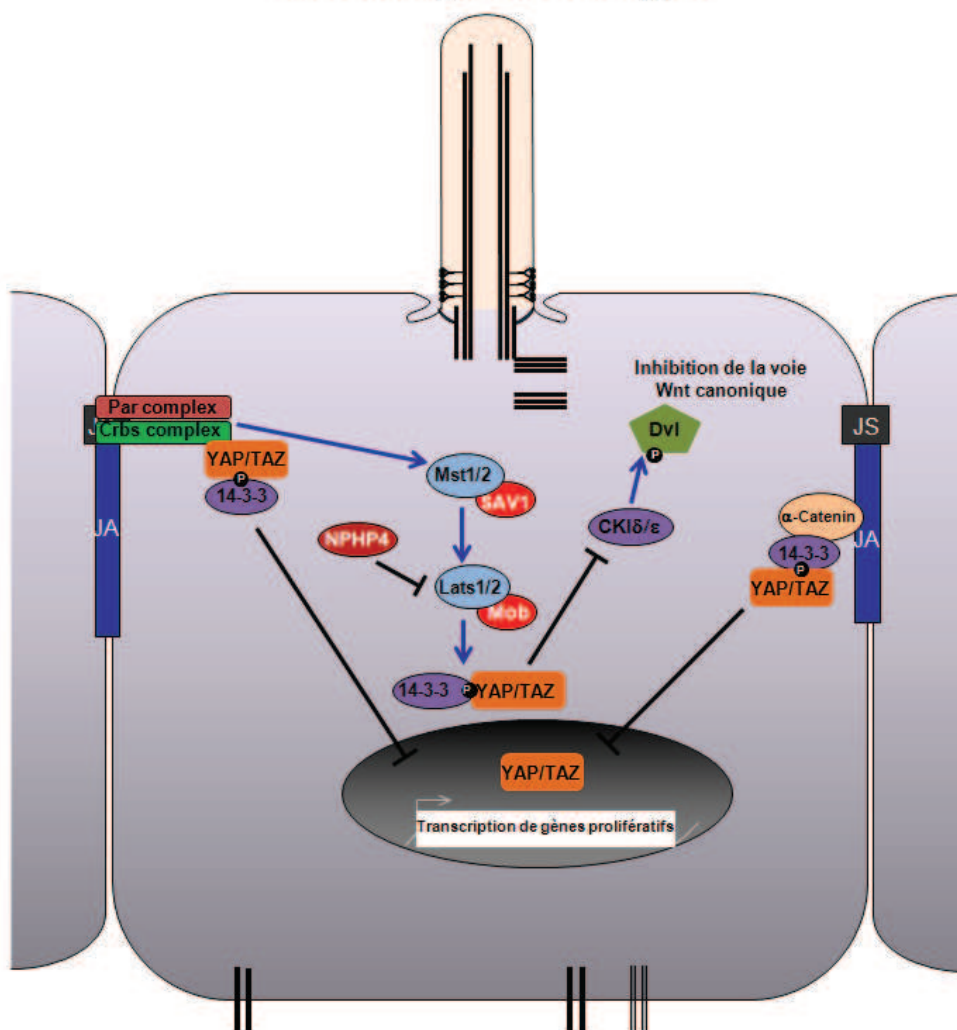 Inhibition de la voie
Wnt canonique
Par complex
Crbs complex
JS
Dvl
P
YAP/TAZ
P
14-3-3
Mst1/2
SAV1
α-Catenin
JA
CKIδ/ε
NPHP4
14-3-3
JA
P
YAP/TAZ
Lats1/2
Mob
14-3-3
P
YAP/TAZ
YAP/TAZ
Transcription de gènes prolifératifs